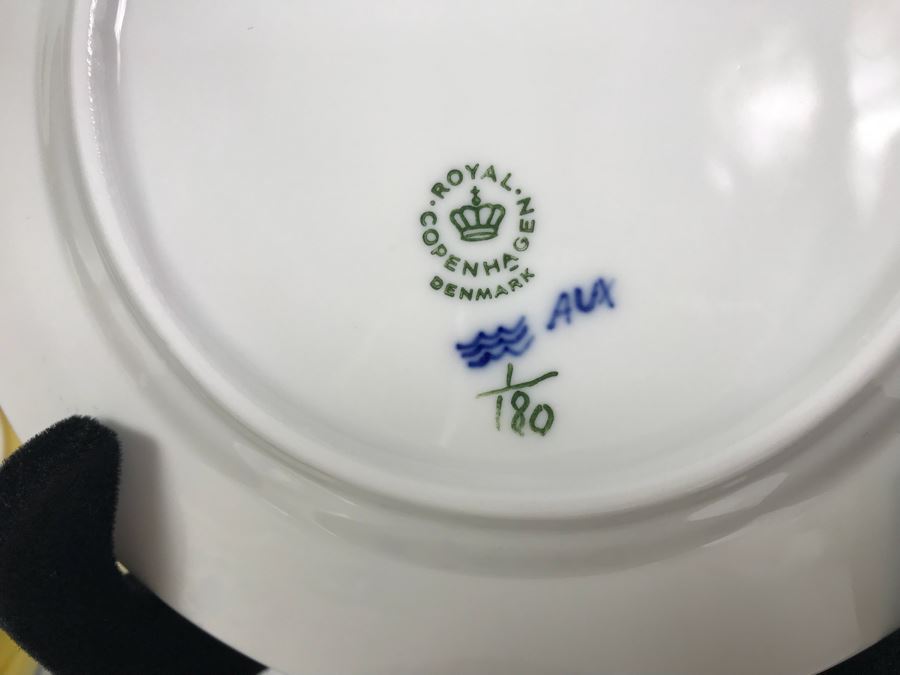 ROYAL
COPENHAGEN
DENMARK
AUX
1/180